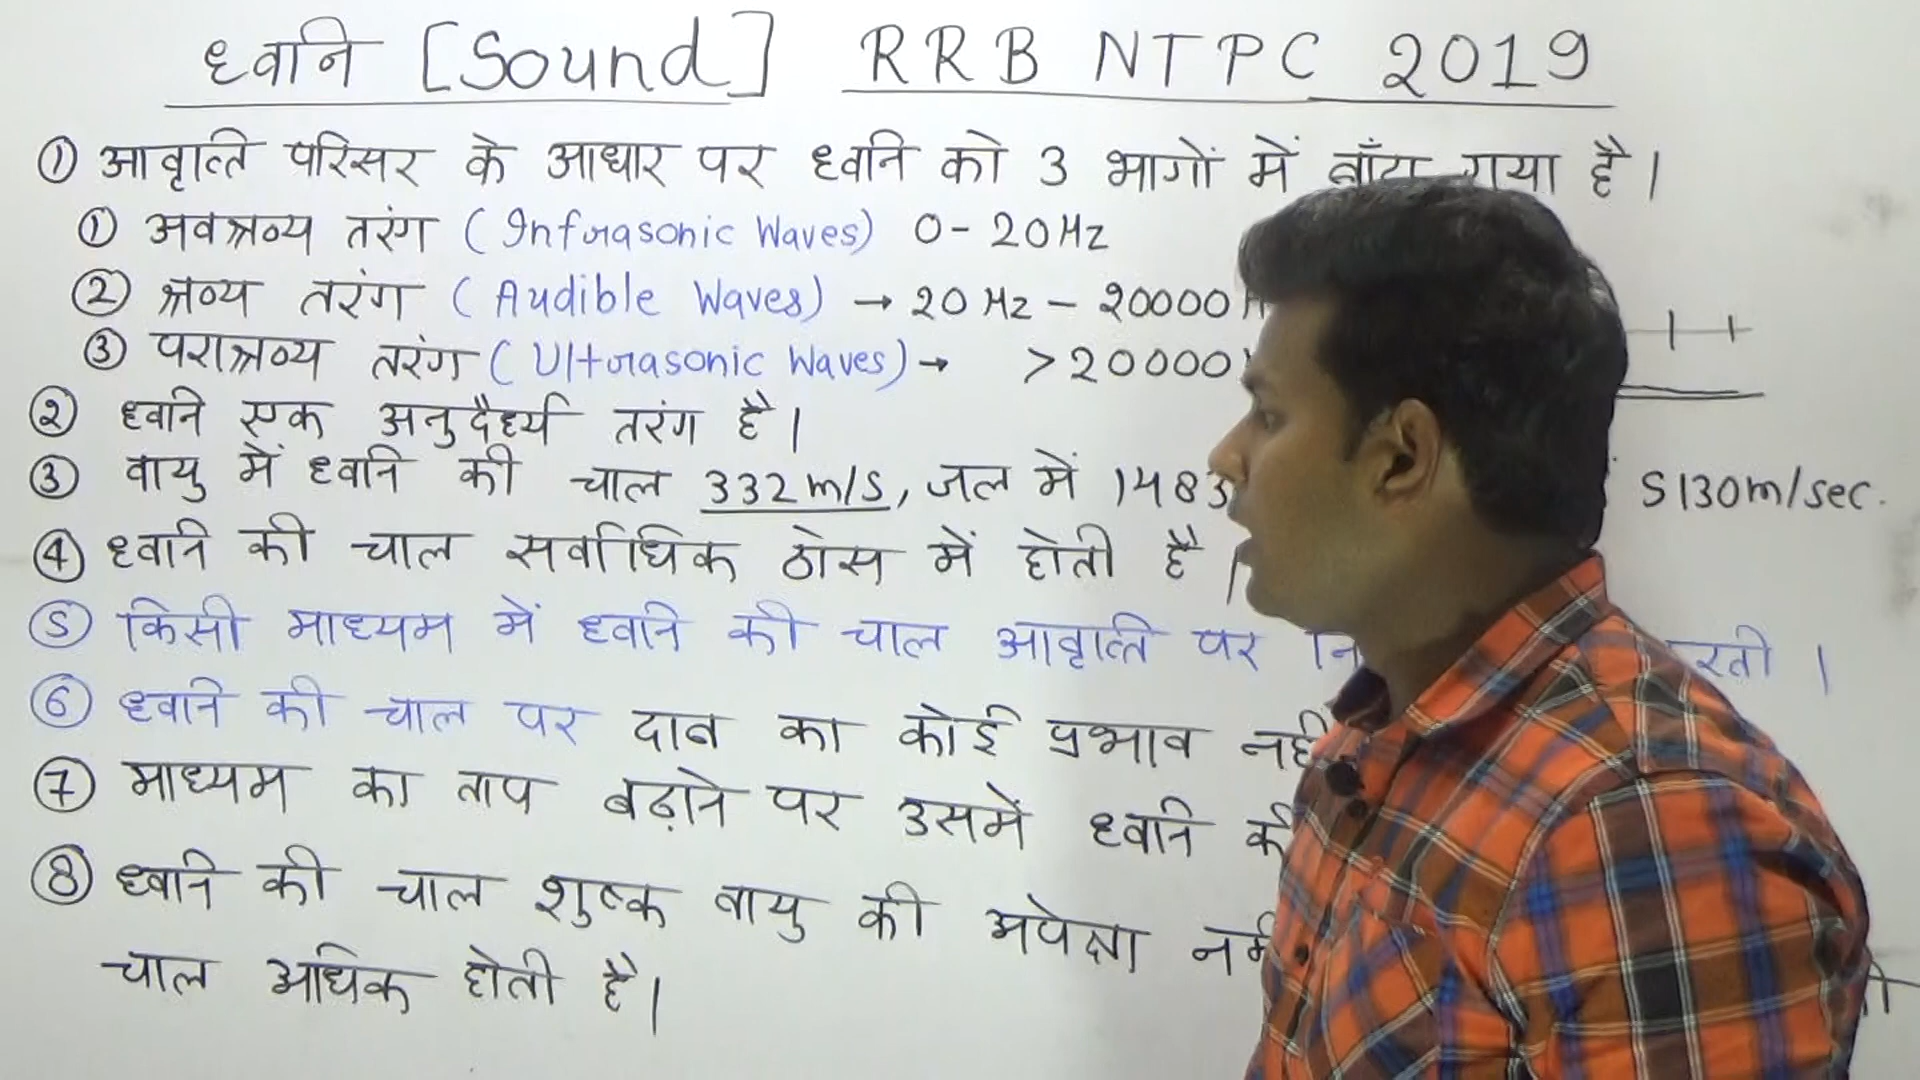 ध्वनि [Sound] RRB NTPC 2019
① आवृत्ति परिसर के आधार पर ध्वनि को 3 भागों में बाँटा गया है।
① अवश्रव्य तरंग (Infrasonic Waves) 0-20Hz
② श्रव्य तरंग (Audible Waves) → 20 Hz - 20000
③ पराश्रव्य तरंग (Ultrasonic Waves) → >20000
② ध्वनि एक अनुदैर्ध्य तरंग है।
③ वायु में ध्वनि की चाल 332m/s, जल में 1483 5130m/sec.
④ ध्वनि की चाल सर्वाधिक ठोस में होती है।
⑤ किसी माध्यम में ध्वनि की चाल आवृत्ति पर
⑥ ध्वनि की चाल पर दाब का कोई प्रभाव नहीं
⑦ माध्यम का ताप बढ़ाने पर उसमें ध्वनि की
⑧ ध्वनि की चाल शुष्क वायु की अपेक्षा
चाल अधिक होती है।